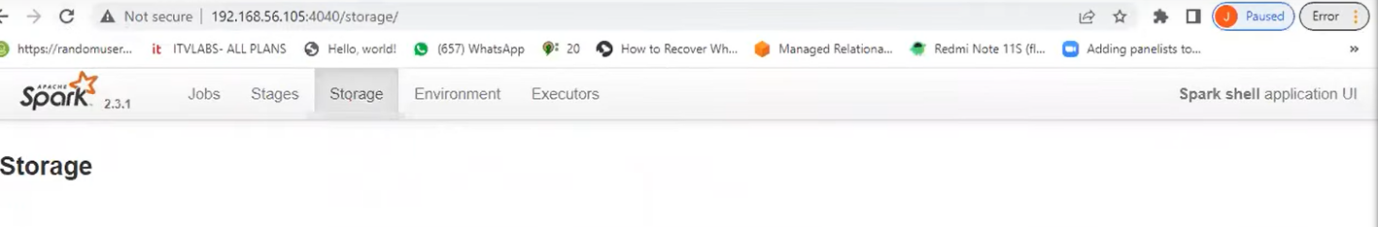 Not secure | 192.168.56.105:4040/storage/ J Paused Error
https://randomuser... it ITVLABS- ALL PLANS Hello, world! (657) WhatsApp 20 How to Recover Wh... Managed Relationa... Redmi Note 11S (fl... Adding panelists to... »
APACHE Spark 2.3.1 Jobs Stages Storage Environment Executors Spark shell application UI
Storage